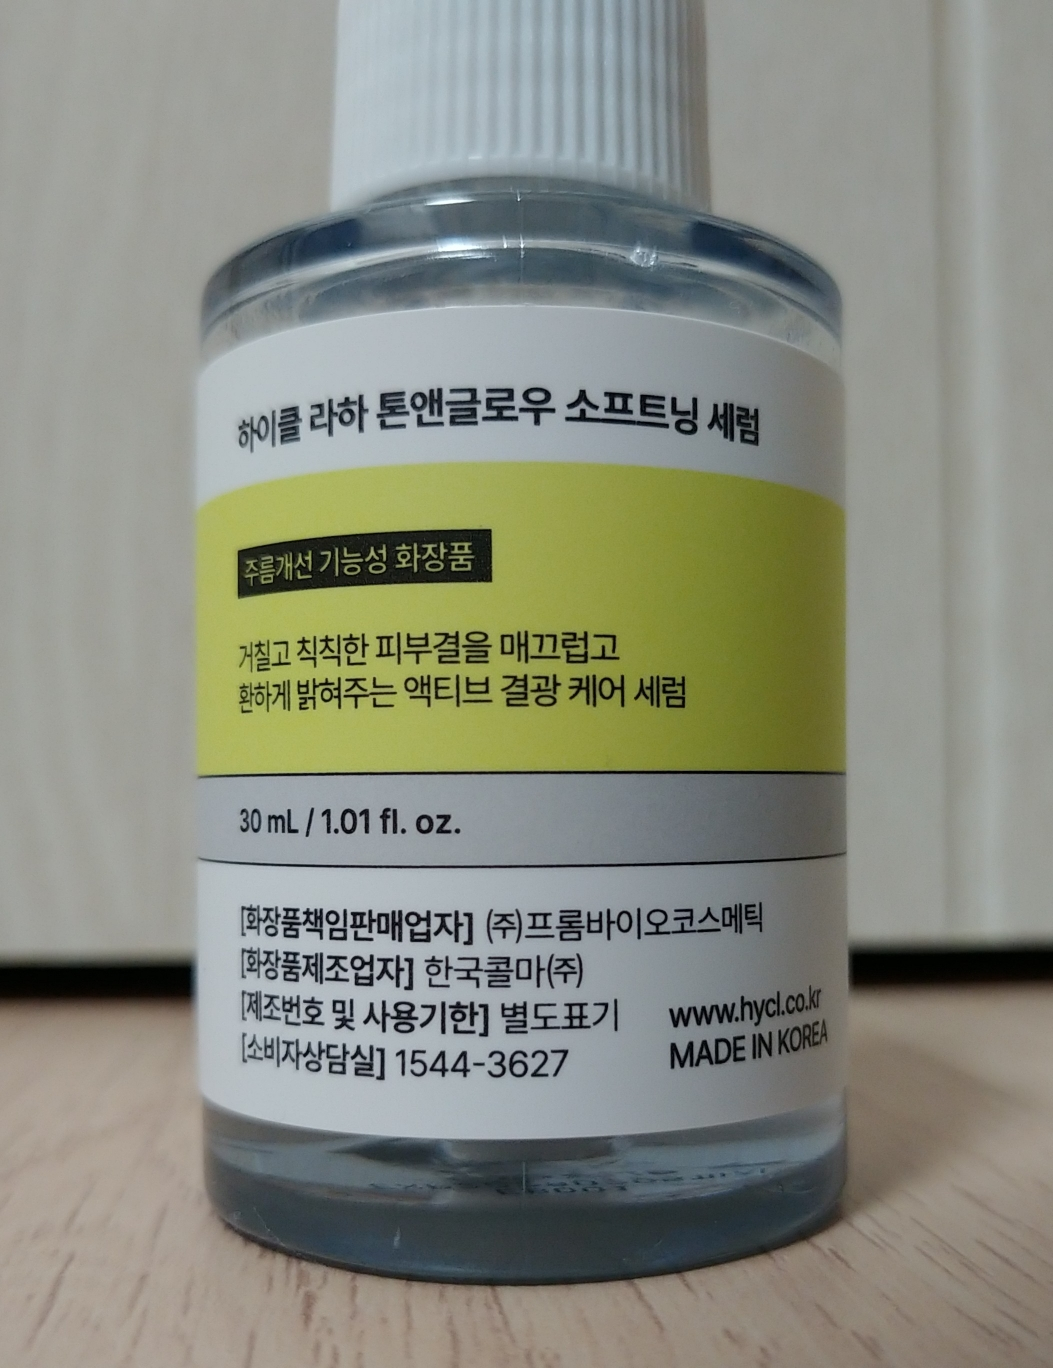 하이클 라하 톤앤글로우 소프트닝 세럼
주름개선 기능성 화장품
거칠고 칙칙한 피부결을 매끄럽고
환하게 밝혀주는 액티브 결광 케어 세럼
30 mL / 1.01 fl. oz.
[화장품책임판매업자] (주)프롬바이오코스메틱
[화장품제조업자] 한국콜마(주)
[제조번호 및 사용기한] 별도표기
[소비자상담실] 1544-3627
www.hycl.co.kr
MADE IN KOREA